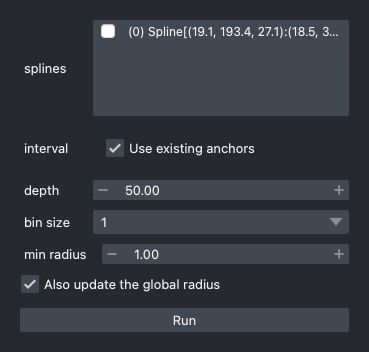 (0) Spline[(19.1, 193.4, 27.1):(18.5, 3...
splines
interval Use existing anchors
depth 50.00
bin size 1
min radius 1.00
Also update the global radius
Run